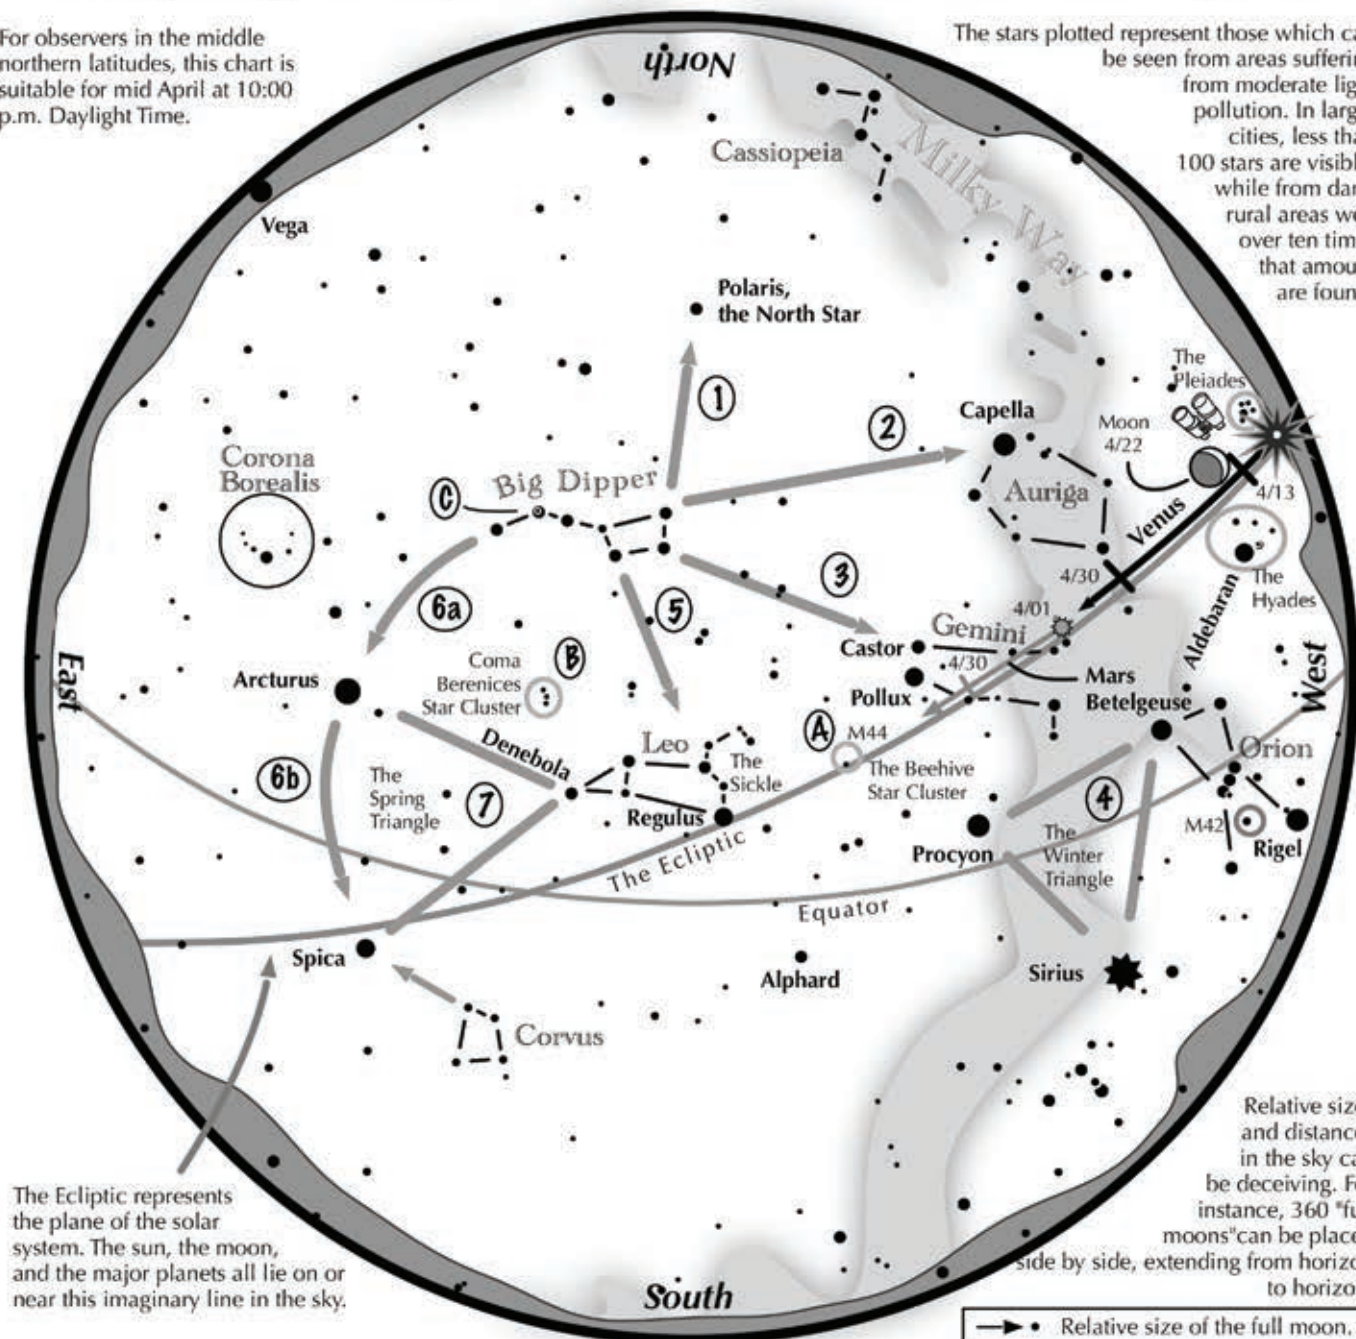 For observers in the middle
northern latitudes, this chart is
suitable for mid April at 10:00
p.m. Daylight Time.
The stars plotted represent those which ca
be seen from areas sufferin
from moderate lig
pollution. In larg
cities, less tha
100 stars are visibl
while from dar
rural areas we
over ten tim
that amou
are foun
North
Cassiopeia
Milky Way
Vega
Polaris,
the North Star
The
Pleiades
1
2
Capella
Moon
4/22
Corona
Borealis
C
Big Dipper
Auriga
4/13
Venus
3
4/30
The
Hyades
6a
5
4/01
Aldebaran
Gemini
East
B
Castor
4/30
West
Coma
Berenices
Star Cluster
Arcturus
Pollux
Mars
Betelgeuse
A
M44
Denebola
Leo
Orion
6b
The
Spring
Triangle
7
The
Sickle
The Beehive
Star Cluster
4
Regulus
M42
Rigel
Procyon
The
Winter
Triangle
The Ecliptic
Equator
Spica
Alphard
Sirius
Corvus
The Ecliptic represents
the plane of the solar
system. The sun, the moon,
and the major planets all lie on or
near this imaginary line in the sky.
Relative size
and distance
in the sky ca
be deceiving. Fo
instance, 360 "fu
moons"can be place
side by side, extending from horizo
to horizo
South
Relative size of the full moon.